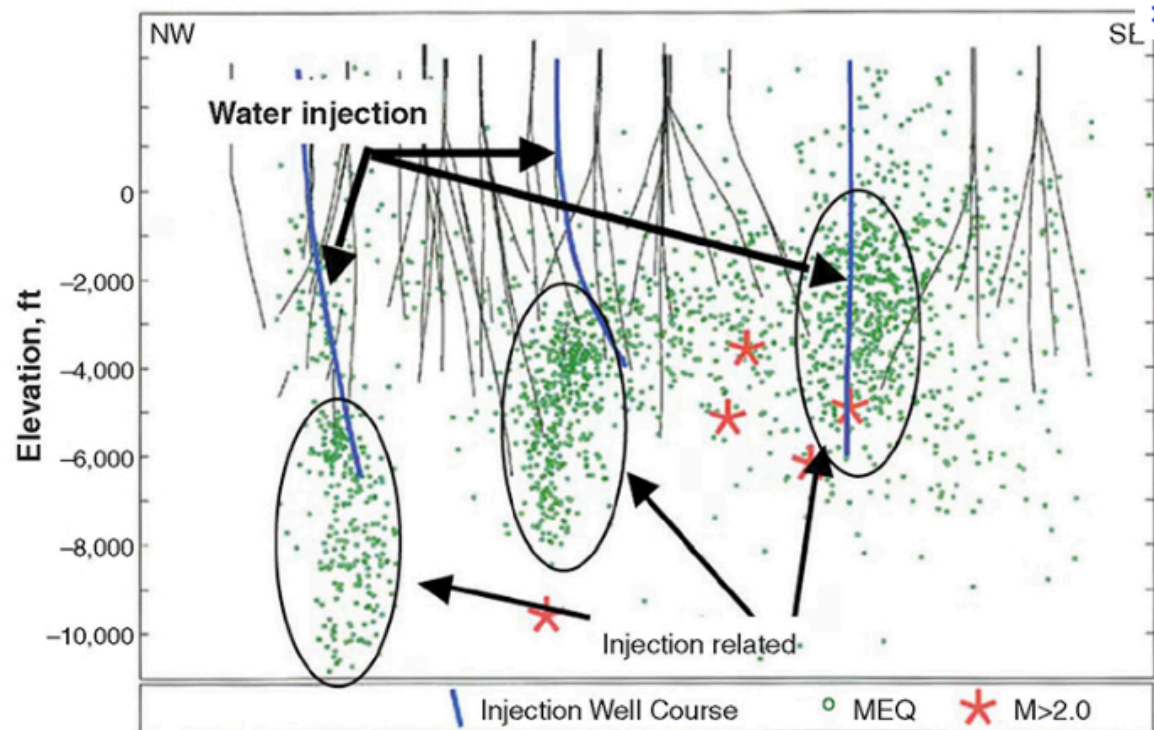 NW
SE
Water injection
Elevation, ft
0
–2,000
–4,000
–6,000
–8,000
–10,000
Injection related
Injection Well Course
MEQ
M>2.0